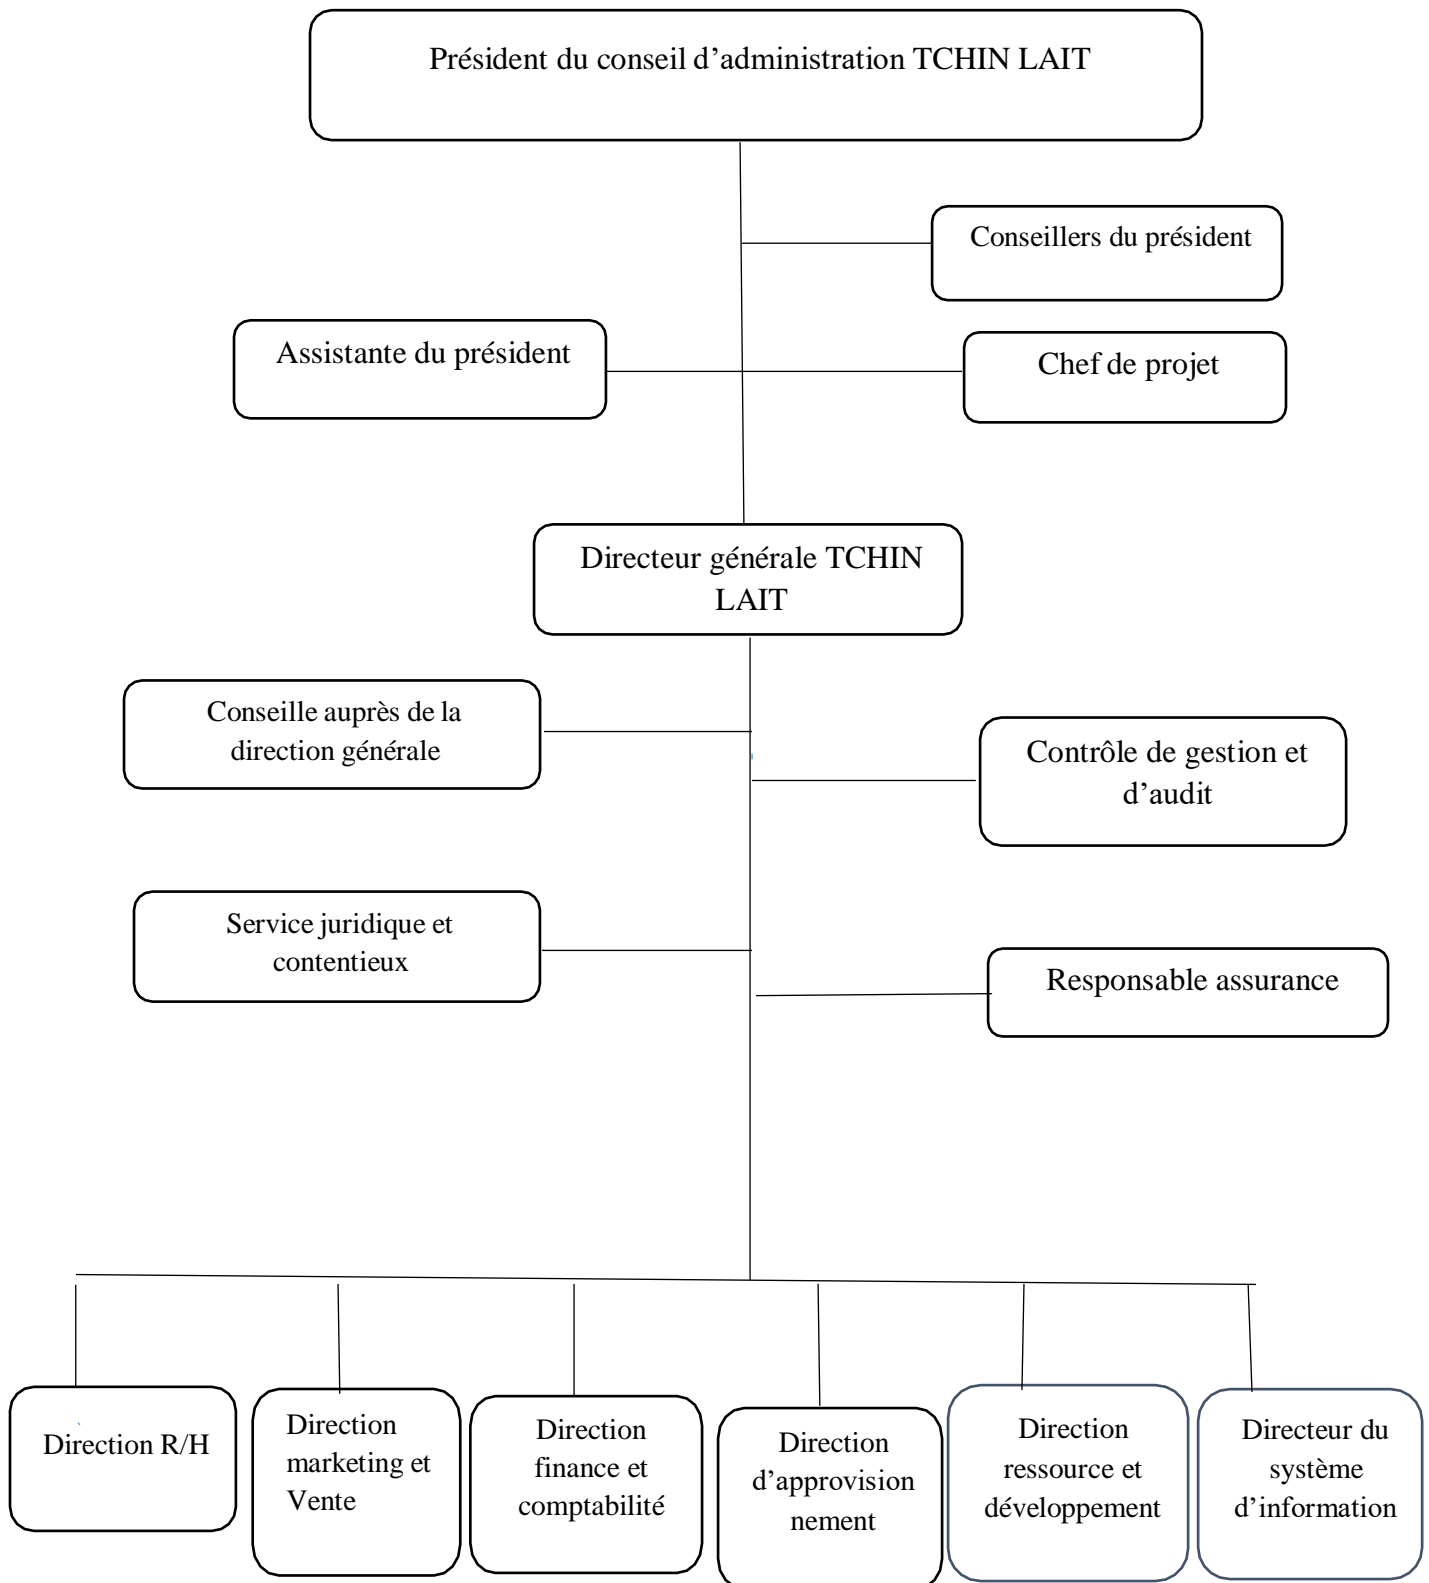 Président du conseil d’administration TCHIN LAIT
Conseillers du président
Assistante du président
Chef de projet
Directeur générale TCHIN
LAIT
Conseille auprès de la
direction générale
Contrôle de gestion et
d’audit
Service juridique et
contentieux
Responsable assurance
Direction R/H
Direction
marketing et
Vente
Direction
finance et
comptabilité
Direction
d’approvision
nement
Direction
ressource et
développement
Directeur du
système
d’information